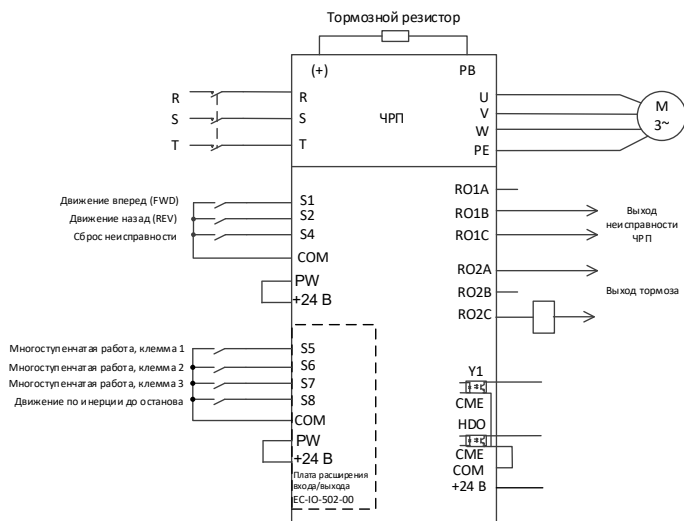 Тормозной резистор
(+)
PB
R
R
U
S
S
ЧРП
V
M
3~
W
T
T
PE
RO1A
Движение вперед (FWD)
S1
RO1B
Выход
неисправности
ЧРП
Движение назад (REV)
S2
Сброс неисправности
S4
RO1C
COM
RO2A
PW
Выход тормоза
+24 В
RO2B
RO2C
Многоступенчатая работа, клемма 1
S5
Многоступенчатая работа, клемма 2
S6
Y1
Многоступенчатая работа, клемма 3
S7
Движение по инерции до останова
S8
CME
COM
HDO
PW
+24 В
CME
COM
+24 В
Плата расширения
входа/выхода
EC-IO-502-00